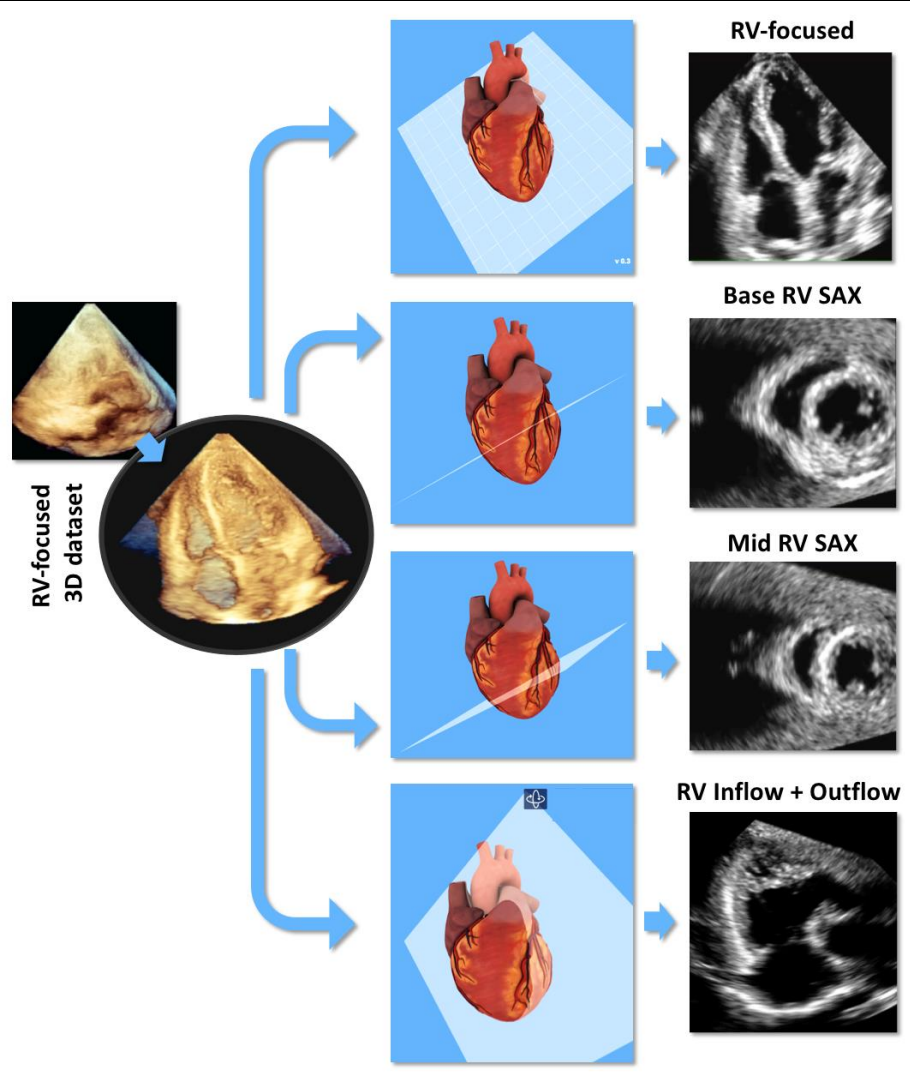 RV-focused
v 0.3
Base RV SAX
RV-focused
3D dataset
Mid RV SAX
RV Inflow + Outflow